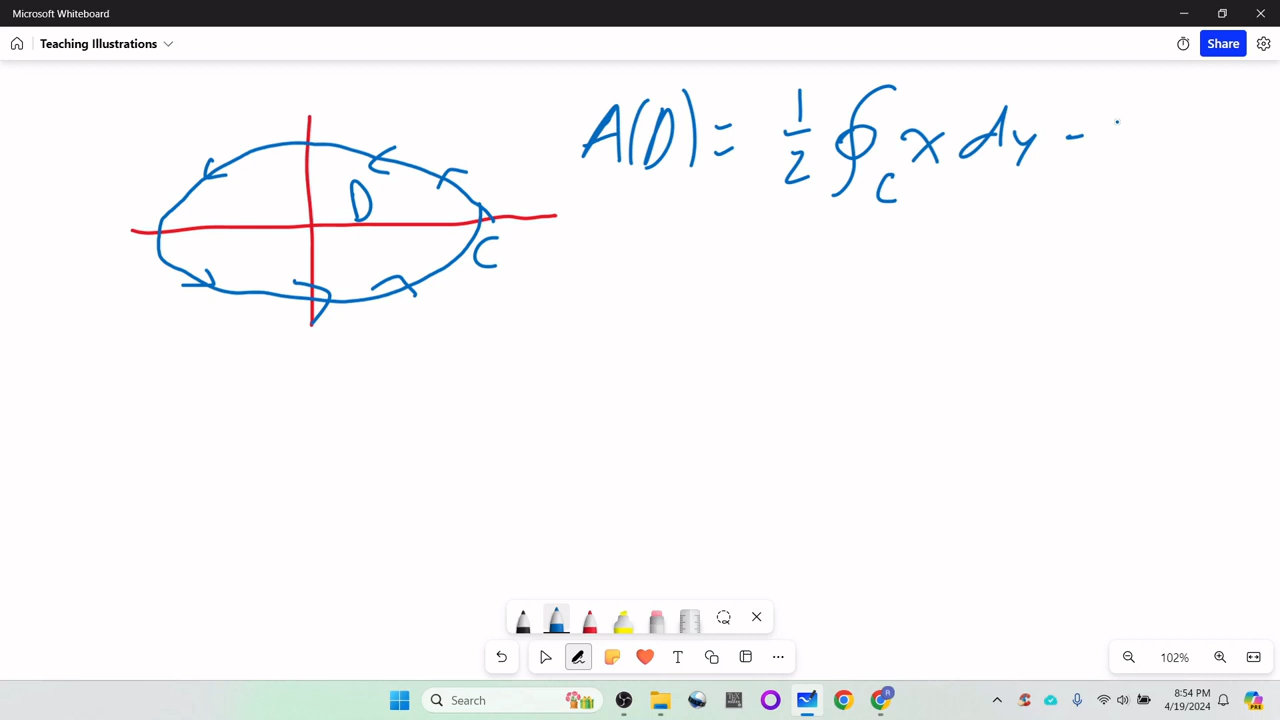 Microsoft Whiteboard
Teaching Illustrations
Share
A(D) = 1/2 ∮_C x dy -
D
C
102%
Search
8:54 PM
4/19/2024